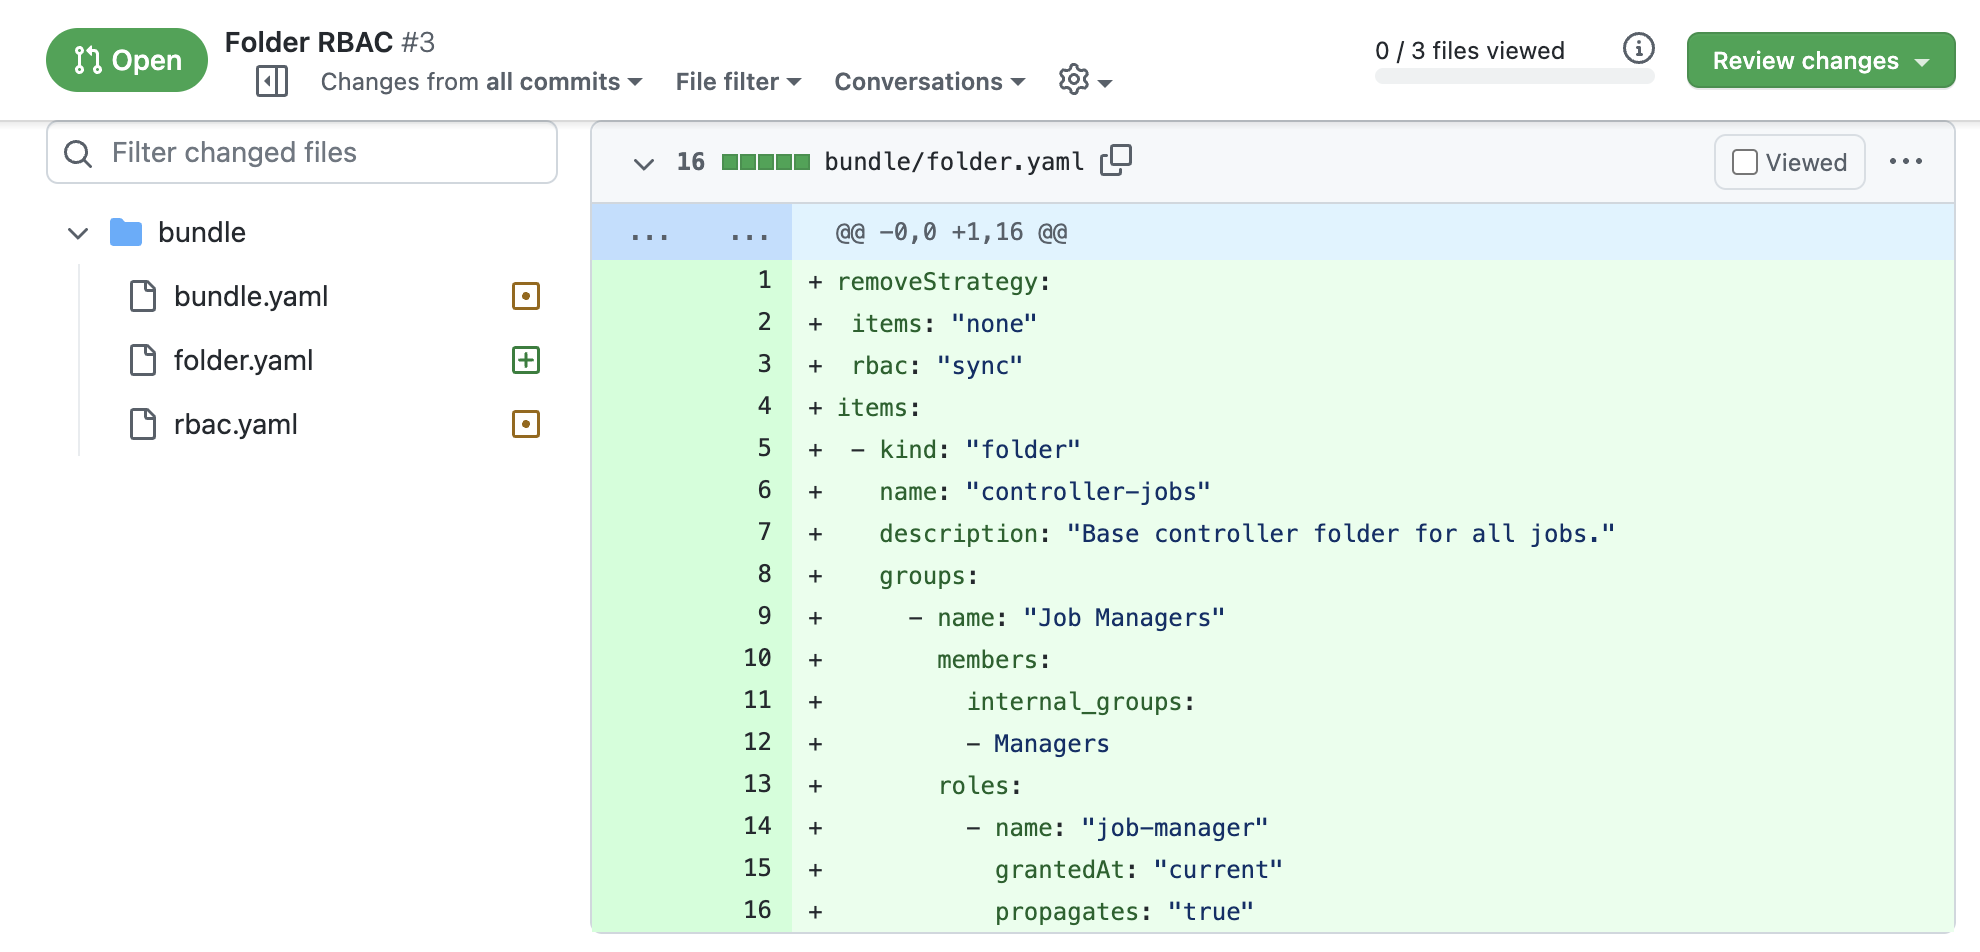 Open
Folder RBAC #3
Changes from all commits File filter Conversations
0 / 3 files viewed
Review changes
Filter changed files
bundle
bundle.yaml
folder.yaml
rbac.yaml
16 bundle/folder.yaml Viewed
... ... @@ -0,0 +1,16 @@
1 + removeStrategy:
2 +  items: "none"
3 +  rbac: "sync"
4 + items:
5 +  - kind: "folder"
6 +    name: "controller-jobs"
7 +    description: "Base controller folder for all jobs."
8 +    groups:
9 +      - name: "Job Managers"
10 +        members:
11 +          internal_groups:
12 +          - Managers
13 +        roles:
14 +          - name: "job-manager"
15 +            grantedAt: "current"
16 +            propagates: "true"